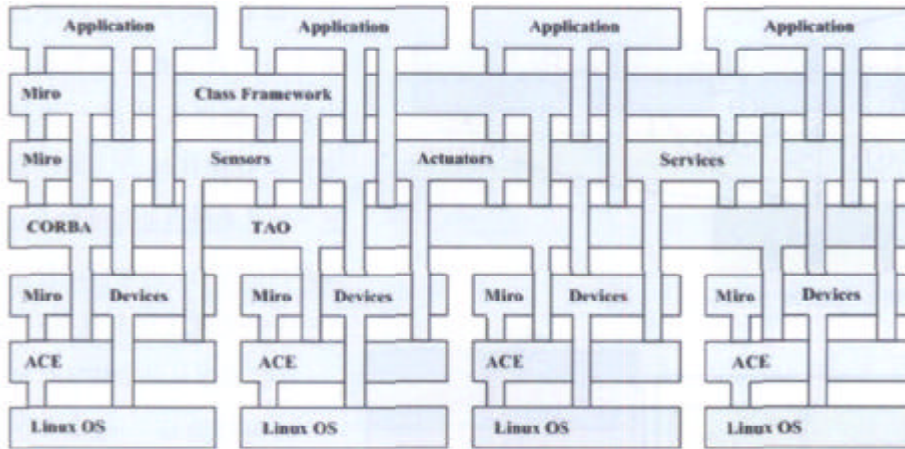 Application Application Application Application
Miro Class Framework
Miro Sensors Actuators Services
CORBA TAO
Miro Devices Miro Devices Miro Devices Miro Devices
ACE ACE ACE ACE
Linux OS Linux OS Linux OS Linux OS